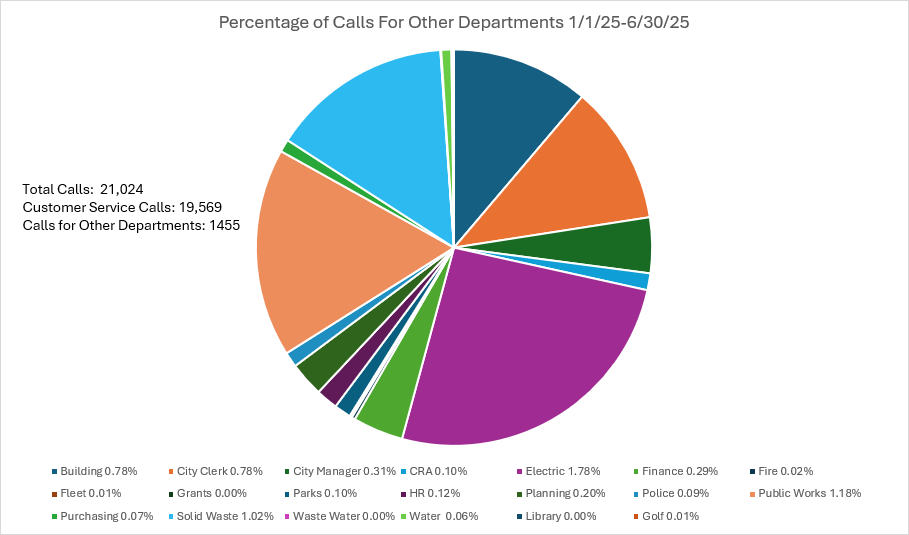 Percentage of Calls For Other Departments 1/1/25-6/30/25
Total Calls:  21,024
Customer Service Calls: 19,569
Calls for Other Departments: 1455
Building 0.78% City Clerk 0.78% City Manager 0.31% CRA 0.10% Electric 1.78% Finance 0.29% Fire 0.02%
Fleet 0.01% Grants 0.00% Parks 0.10% HR 0.12% Planning 0.20% Police 0.09% Public Works 1.18%
Purchasing 0.07% Solid Waste 1.02% Waste Water 0.00% Water  0.06% Library 0.00% Golf 0.01%